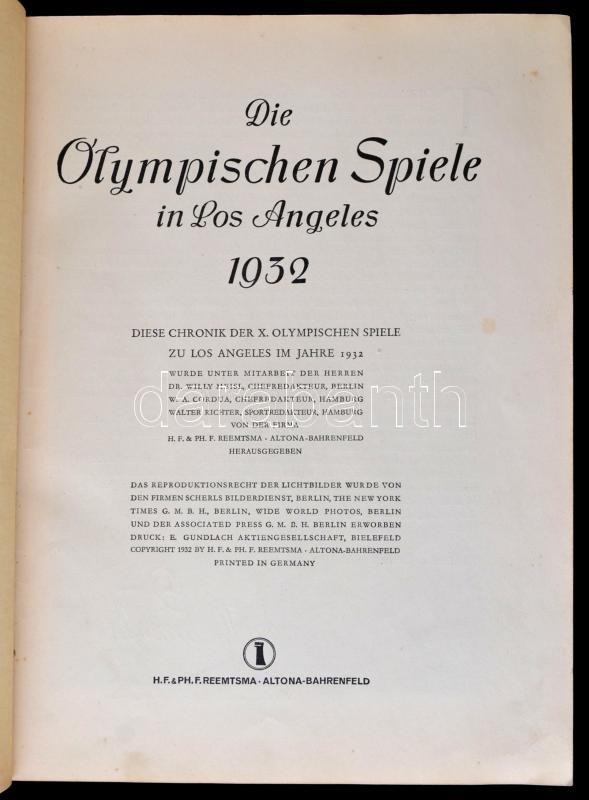 Die
Olympischen Spiele
in Los Angeles
1932
DIESE CHRONIK DER X. OLYMPISCHEN SPIELE
ZU LOS ANGELES IM JAHRE 1932
WURDE UNTER MITARBEIT DER HERREN
DR. WILLY MEISL, CHEFREDAKTEUR, BERLIN
W. A. CORDUA, CHEFREDAKTEUR, HAMBURG
WALTER RICHTER, SPORTREDAKTEUR, HAMBURG
VON DER FIRMA
H. F. & PH. F. REEMTSMA · ALTONA-BAHRENFELD
HERAUSGEGEBEN
darabanth
DAS REPRODUKTIONSRECHT DER LICHTBILDER WURDE VON
DEN FIRMEN SCHERLS BILDERDIENST, BERLIN, THE NEW YORK
TIMES G. M. B. H., BERLIN, WIDE WORLD PHOTOS, BERLIN
UND DER ASSOCIATED PRESS G. M. B. H. BERLIN ERWORBEN
DRUCK: E. GUNDLACH AKTIENGESELLSCHAFT, BIELEFELD
COPYRIGHT 1932 BY H. F. & PH. F. REEMTSMA · ALTONA-BAHRENFELD
PRINTED IN GERMANY
H. F. & PH. F. REEMTSMA · ALTONA-BAHRENFELD